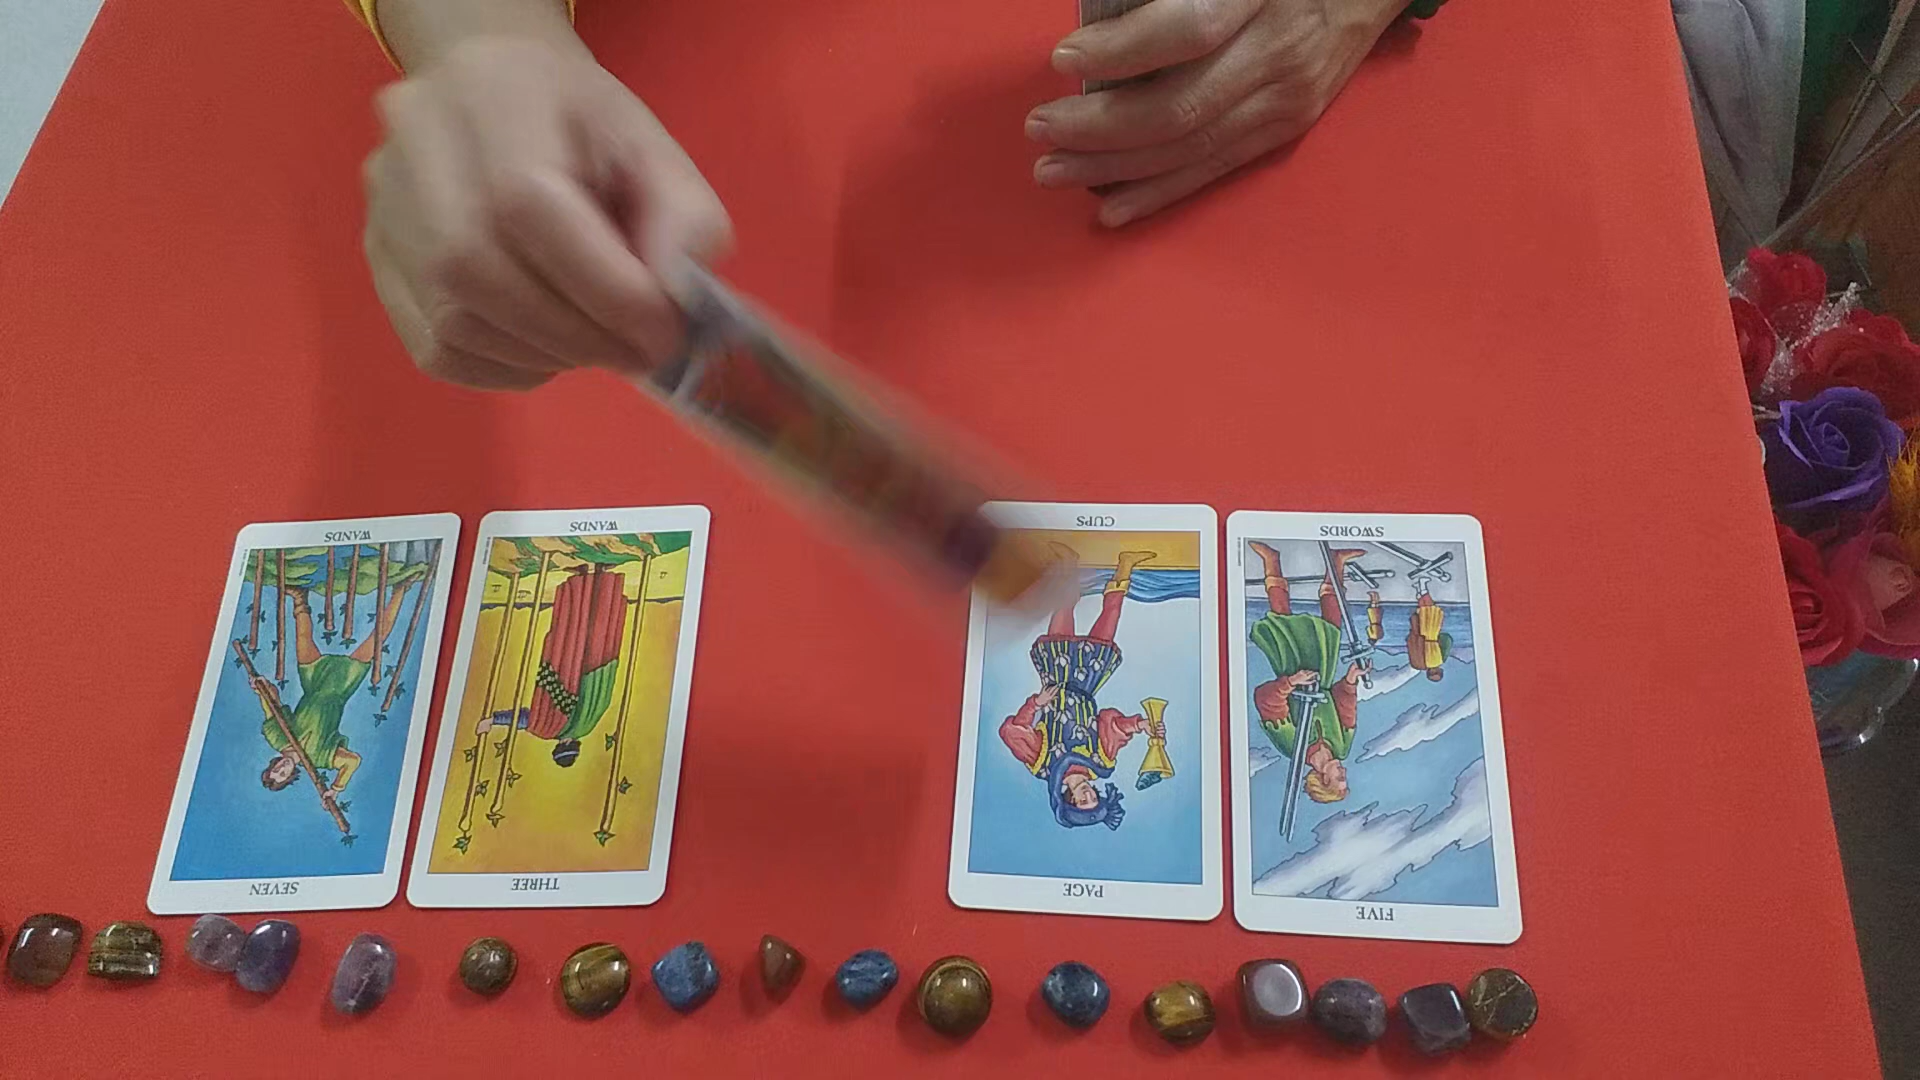 WANDS
SEVEN
WANDS
THREE
CUPS
PAGE
SWORDS
FIVE